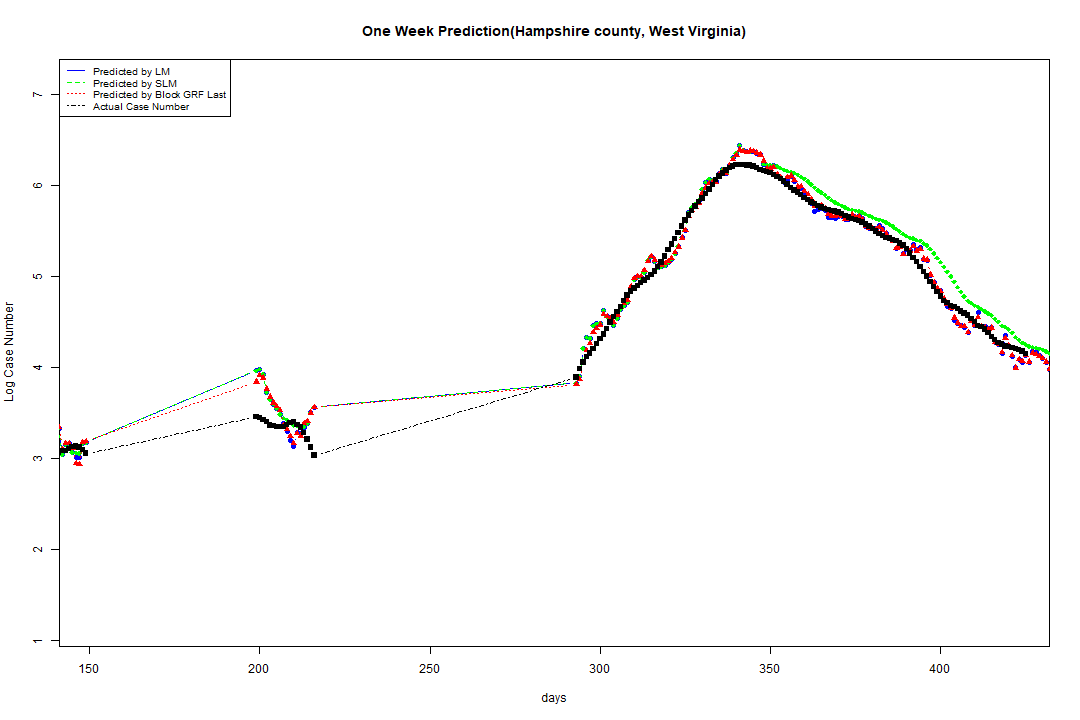 One Week Prediction(Hampshire county, West Virginia)
Predicted by LM
Predicted by SLM
Predicted by Block GRF Last
Actual Case Number
7
6
5
4
3
2
1
Log Case Number
150 200 250 300 350 400
days